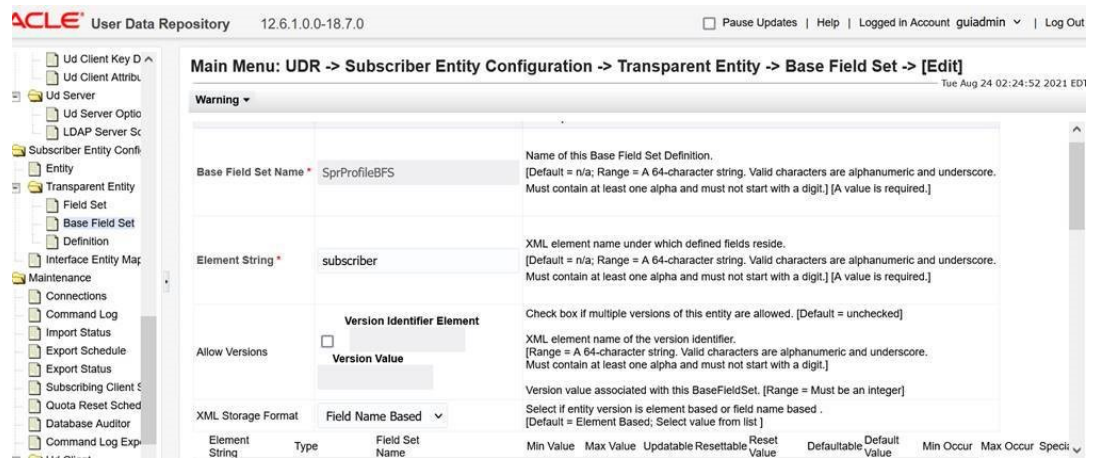 ACLE User Data Repository 12.6.1.0.0-18.7.0 Pause Updates | Help | Logged in Account guiadmin | Log Out
Ud Client Key D
Ud Client Attribu
Ud Server
Ud Server Optio
LDAP Server Sc
Subscriber Entity Confi
Entity
Transparent Entity
Field Set
Base Field Set
Definition
Interface Entity Map
Maintenance
Connections
Command Log
Import Status
Export Schedule
Export Status
Subscribing Client S
Quota Reset Sched
Database Auditor
Command Log Expo
Main Menu: UDR -> Subscriber Entity Configuration -> Transparent Entity -> Base Field Set -> [Edit]
Tue Aug 24 02:24:52 2021 EDT
Warning
Base Field Set Name * SprProfileBFS
Name of this Base Field Set Definition.
[Default = n/a; Range = A 64-character string. Valid characters are alphanumeric and underscore.
Must contain at least one alpha and must not start with a digit.] [A value is required.]
Element String * subscriber
XML element name under which defined fields reside.
[Default = n/a; Range = A 64-character string. Valid characters are alphanumeric and underscore.
Must contain at least one alpha and must not start with a digit.] [A value is required.]
Allow Versions
Version Identifier Element
Version Value
Check box if multiple versions of this entity are allowed. [Default = unchecked]
XML element name of the version identifier.
[Range = A 64-character string. Valid characters are alphanumeric and underscore.
Must contain at least one alpha and must not start with a digit.]
Version value associated with this BaseFieldSet. [Range = Must be an integer]
XML Storage Format Field Name Based
Select if entity version is element based or field name based .
[Default = Element Based; Select value from list ]
Element String Type Field Set Name Min Value Max Value Updatable Resettable Reset Value Defaultable Default Value Min Occur Max Occur Specia